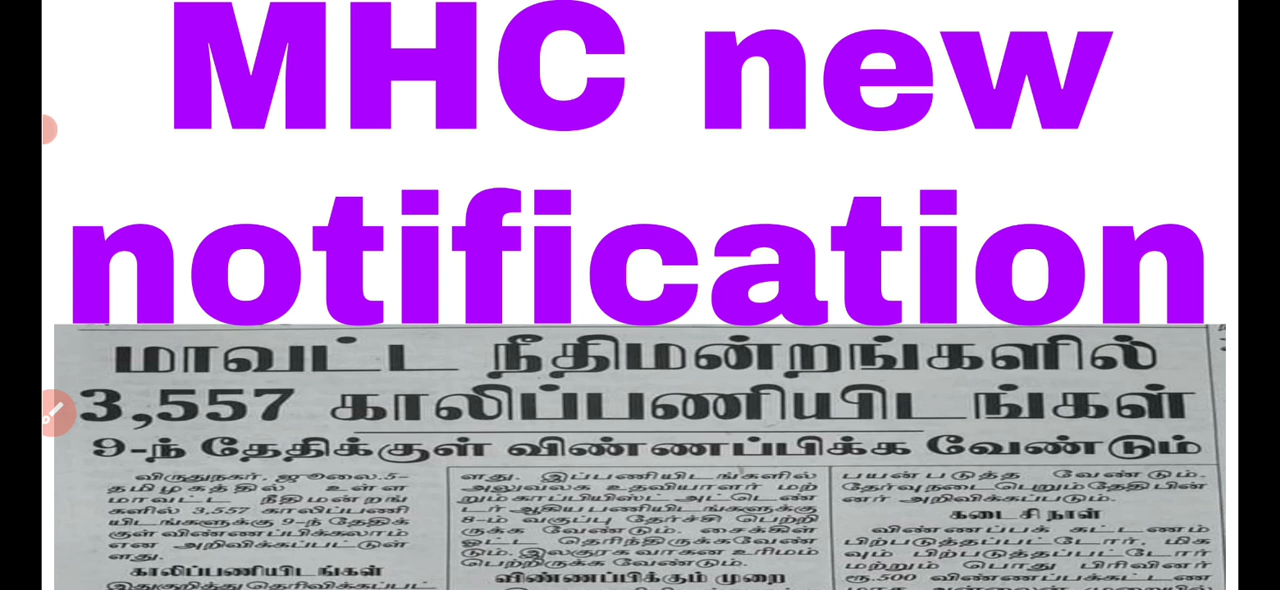 MHC new
notification
மாவட்ட நீதிமன்றங்களில்
3,557 காலிப்பணியிடங்கள்
9-ந் தேதிக்குள் விண்ணப்பிக்க வேண்டும்
விருதுநகர், ஜூலை.5-
தமிழகத்தில் உள்ள
மாவட்ட நீதிமன்றங்
களில் 3,557 காலிப்பணி
யிடங்களுக்கு 9-ந் தேதிக்
குள் விண்ணப்பிக்கலாம்
என அறிவிக்கப்பட்டுள்
ளது.
காலிப்பணியிடங்கள்
இதுகுறித்து தெரிவிக்கப்பட்
ளது. இப்பணியிடங்களில்
அலுவலக உதவியாளர் மற்
றும் காப்பியிஸ்ட் அட்டெண்
டர் ஆகிய பணியிடங்களுக்கு
8-ம் வகுப்பு தேர்ச்சி பெற்றி
ருக்க வேண்டும். சைக்கிள்
ஓட்ட தெரிந்திருக்கவேண்
டும். இலகுரக வாகன உரிமம்
பெற்றிருக்க வேண்டும்.
விண்ணப்பிக்கும் முறை
பயன்படுத்த வேண்டும்.
தேர்வு நடைபெறும் தேதி பின்
னர் அறிவிக்கப்படும்.
கடைசி நாள்
விண்ணப்பக் கட்டணம்
பிற்படுத்தப்பட்டோர், மிக
வும் பிற்படுத்தப்பட்டோர்
மற்றும் பொது பிரிவினர்
ரூ.500 விண்ணப்பக்கட்டண